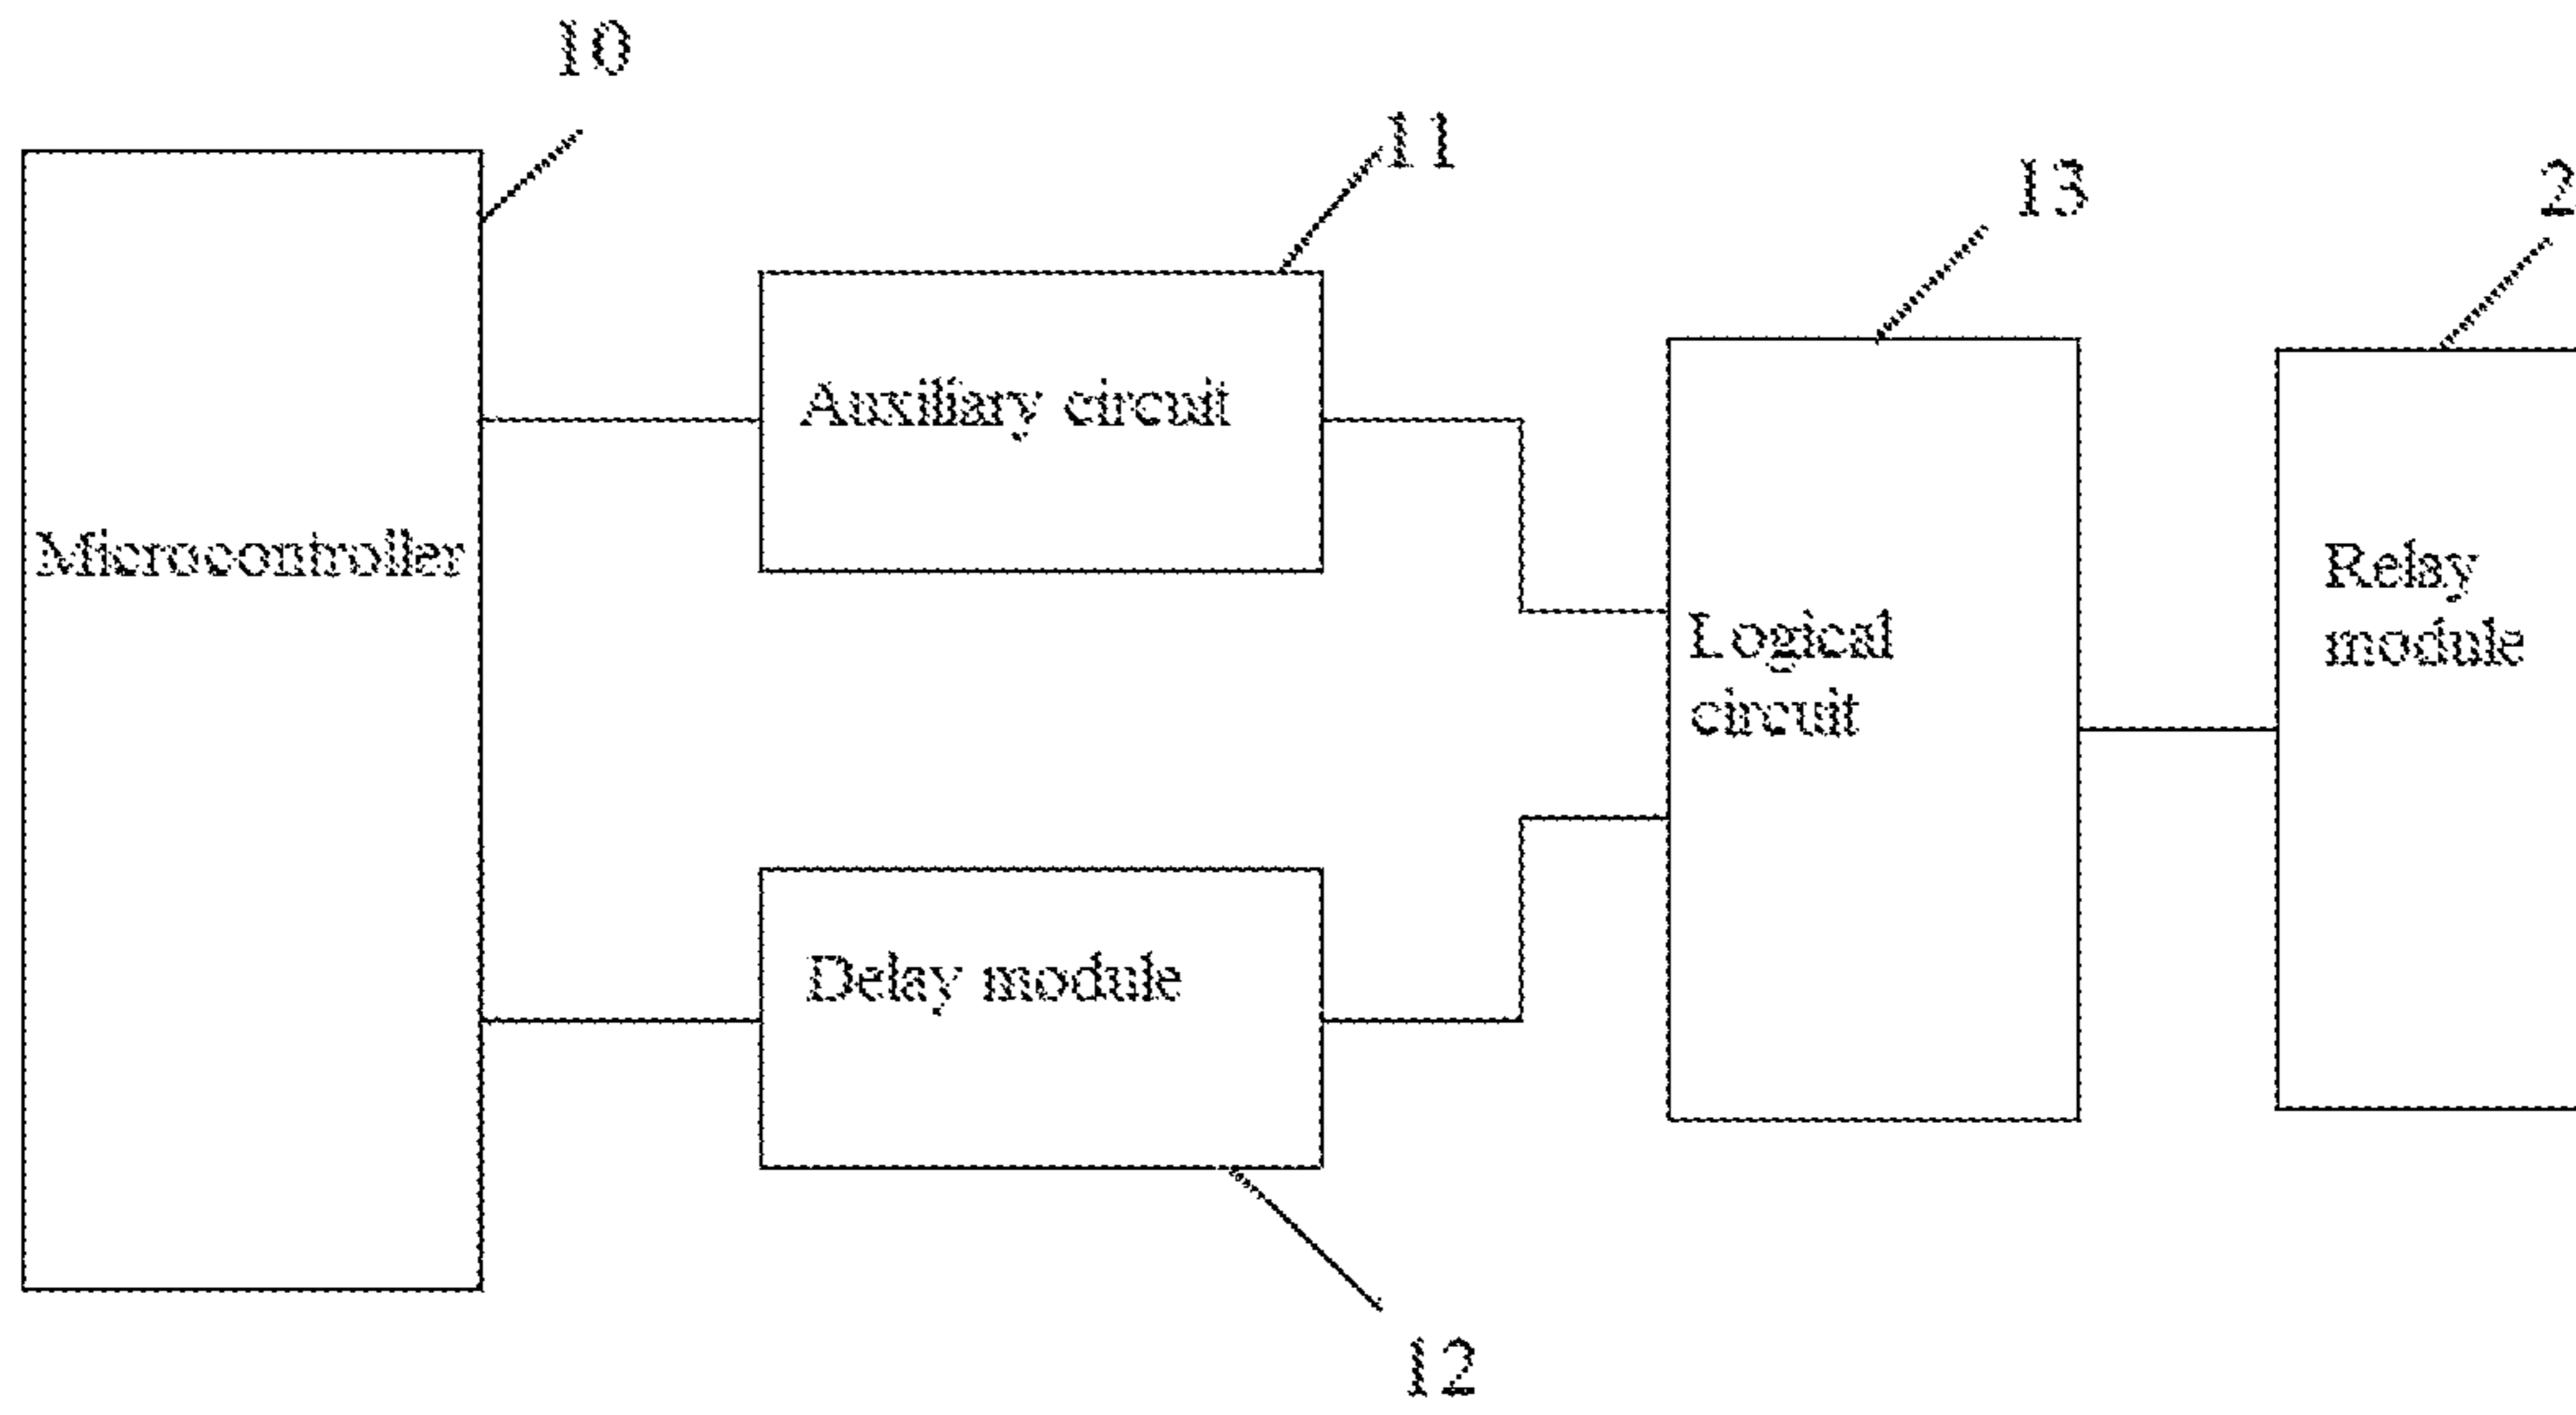 10
11
13
2
Microcontroller
Auxiliary circuit
Logical
circuit
Relay
module
Delay module
12